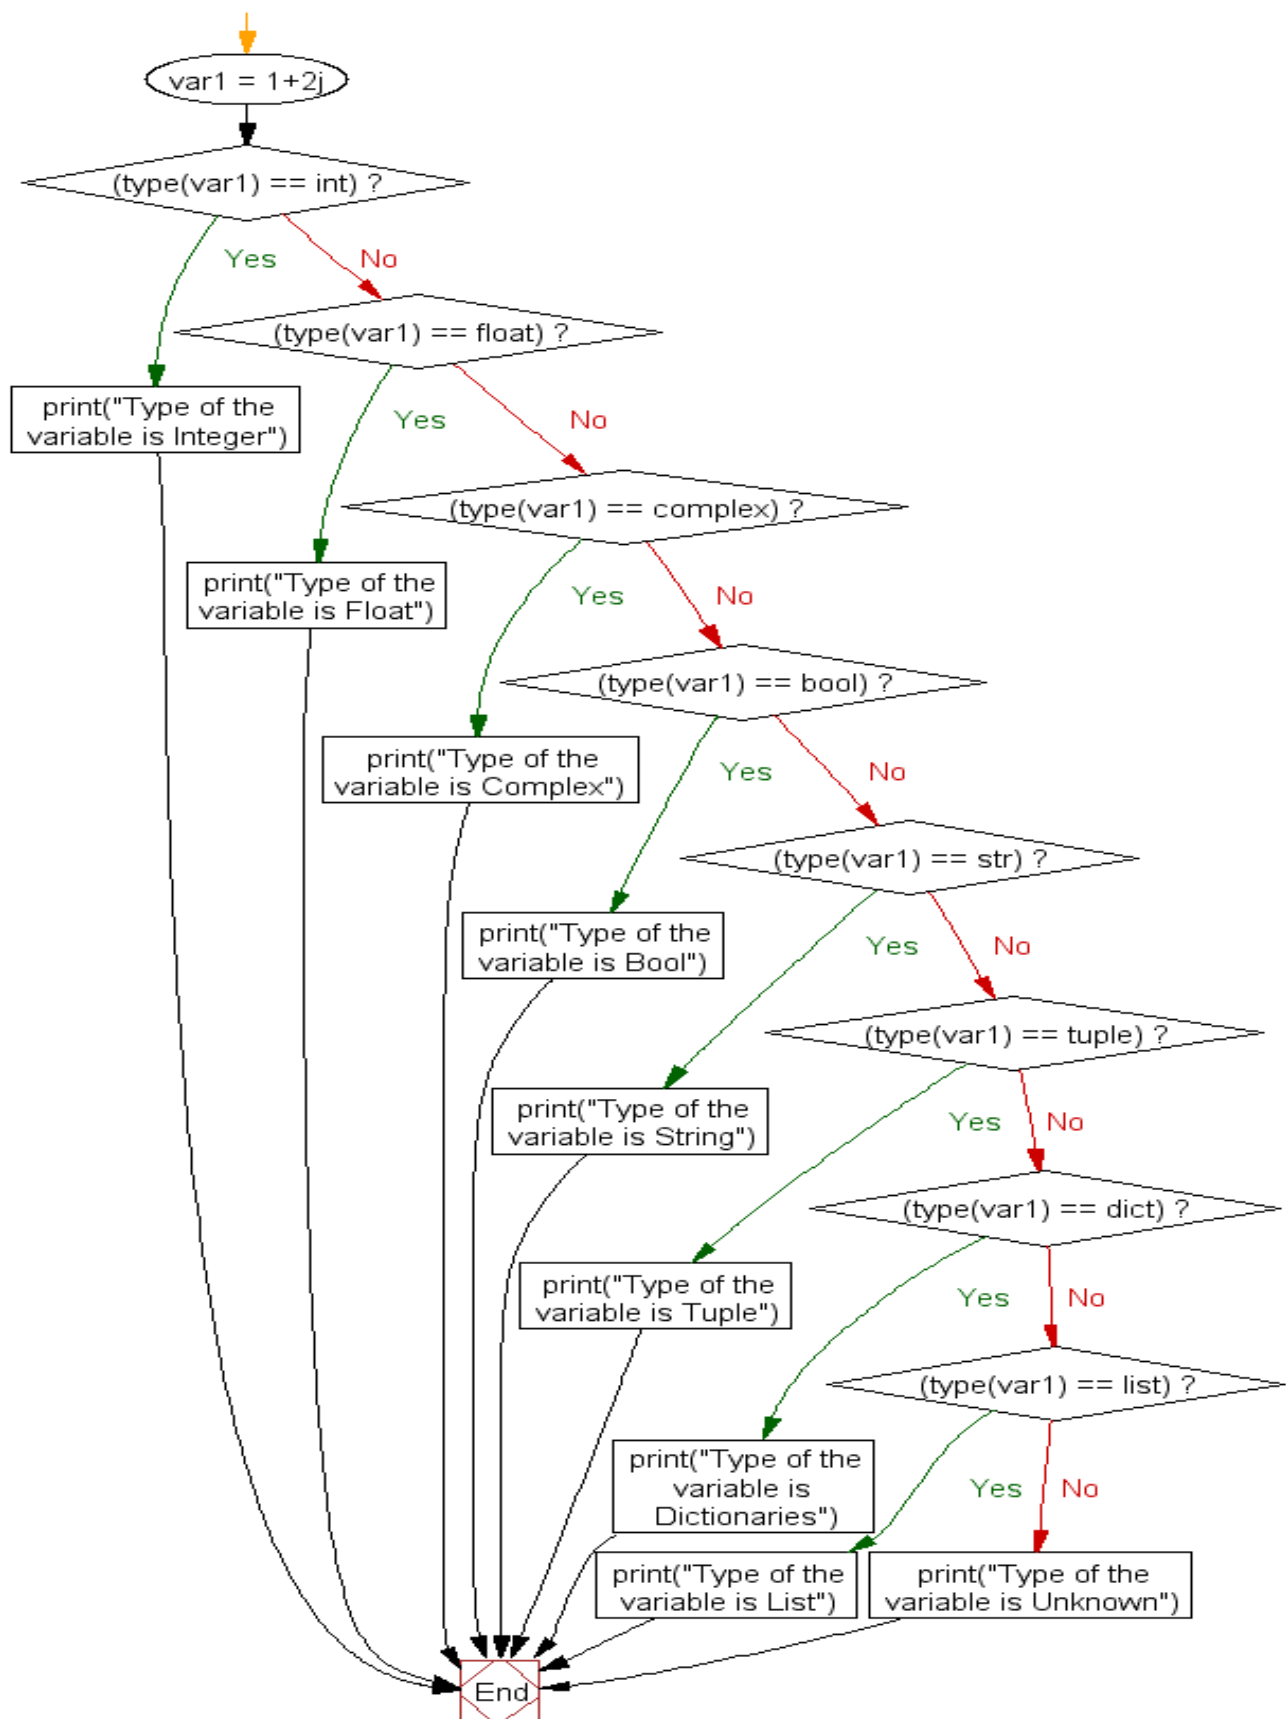 var1 = 1+2j
(type(var1) == int) ?
Yes
No
(type(var1) == float) ?
print("Type of the
variable is Integer")
Yes
No
(type(var1) == complex) ?
print("Type of the
variable is Float")
Yes
No
(type(var1) == bool) ?
print("Type of the
variable is Complex")
Yes
No
(type(var1) == str) ?
print("Type of the
variable is Bool")
Yes
No
(type(var1) == tuple) ?
print("Type of the
variable is String")
Yes
No
(type(var1) == dict) ?
print("Type of the
variable is Tuple")
Yes
No
(type(var1) == list) ?
print("Type of the
variable is
Dictionaries")
Yes
No
print("Type of the
variable is List")
print("Type of the
variable is Unknown")
End